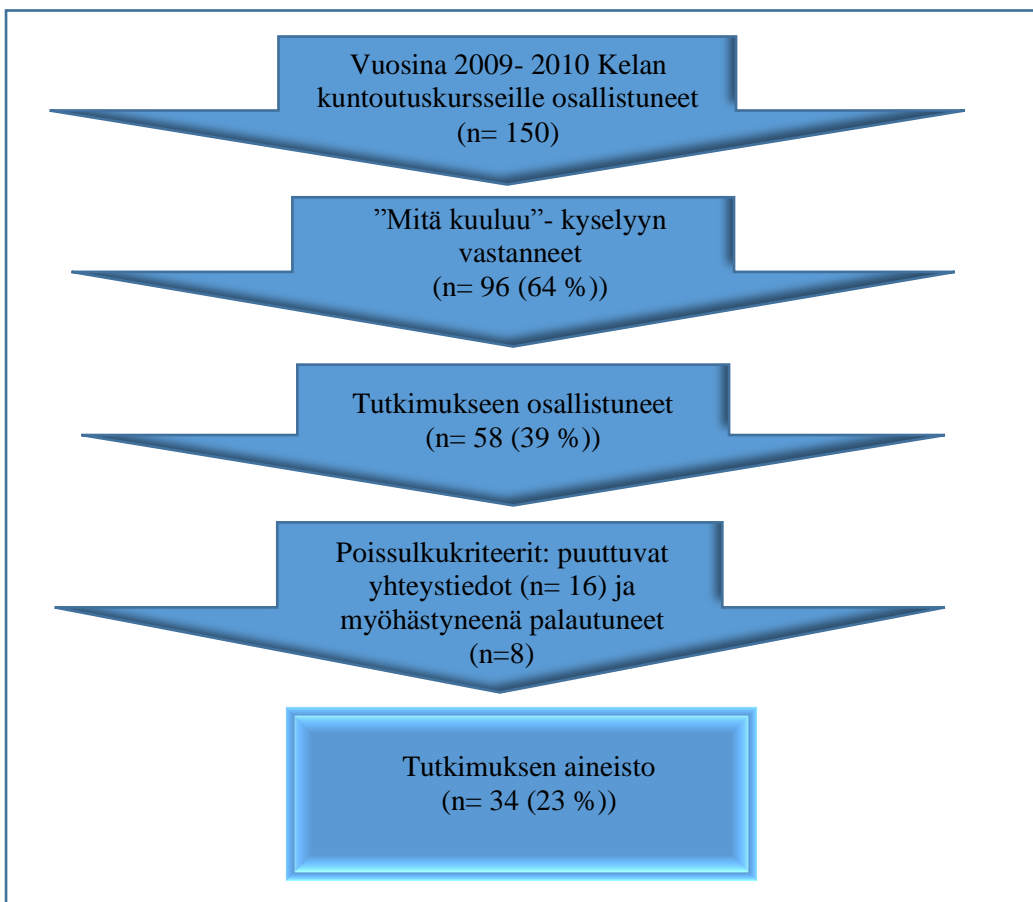 Vuosina 2009- 2010 Kelan
kuntoutuskursseille osallistuneet
(n= 150)
”Mitä kuuluu”- kyselyyn
vastanneet
(n= 96 (64 %))
Tutkimukseen osallistuneet
(n= 58 (39 %))
Poissulkukriteerit: puuttuvat
yhteystiedot (n= 16) ja
myöhästyneenä palautuneet
(n=8)
Tutkimuksen aineisto
(n= 34 (23 %))